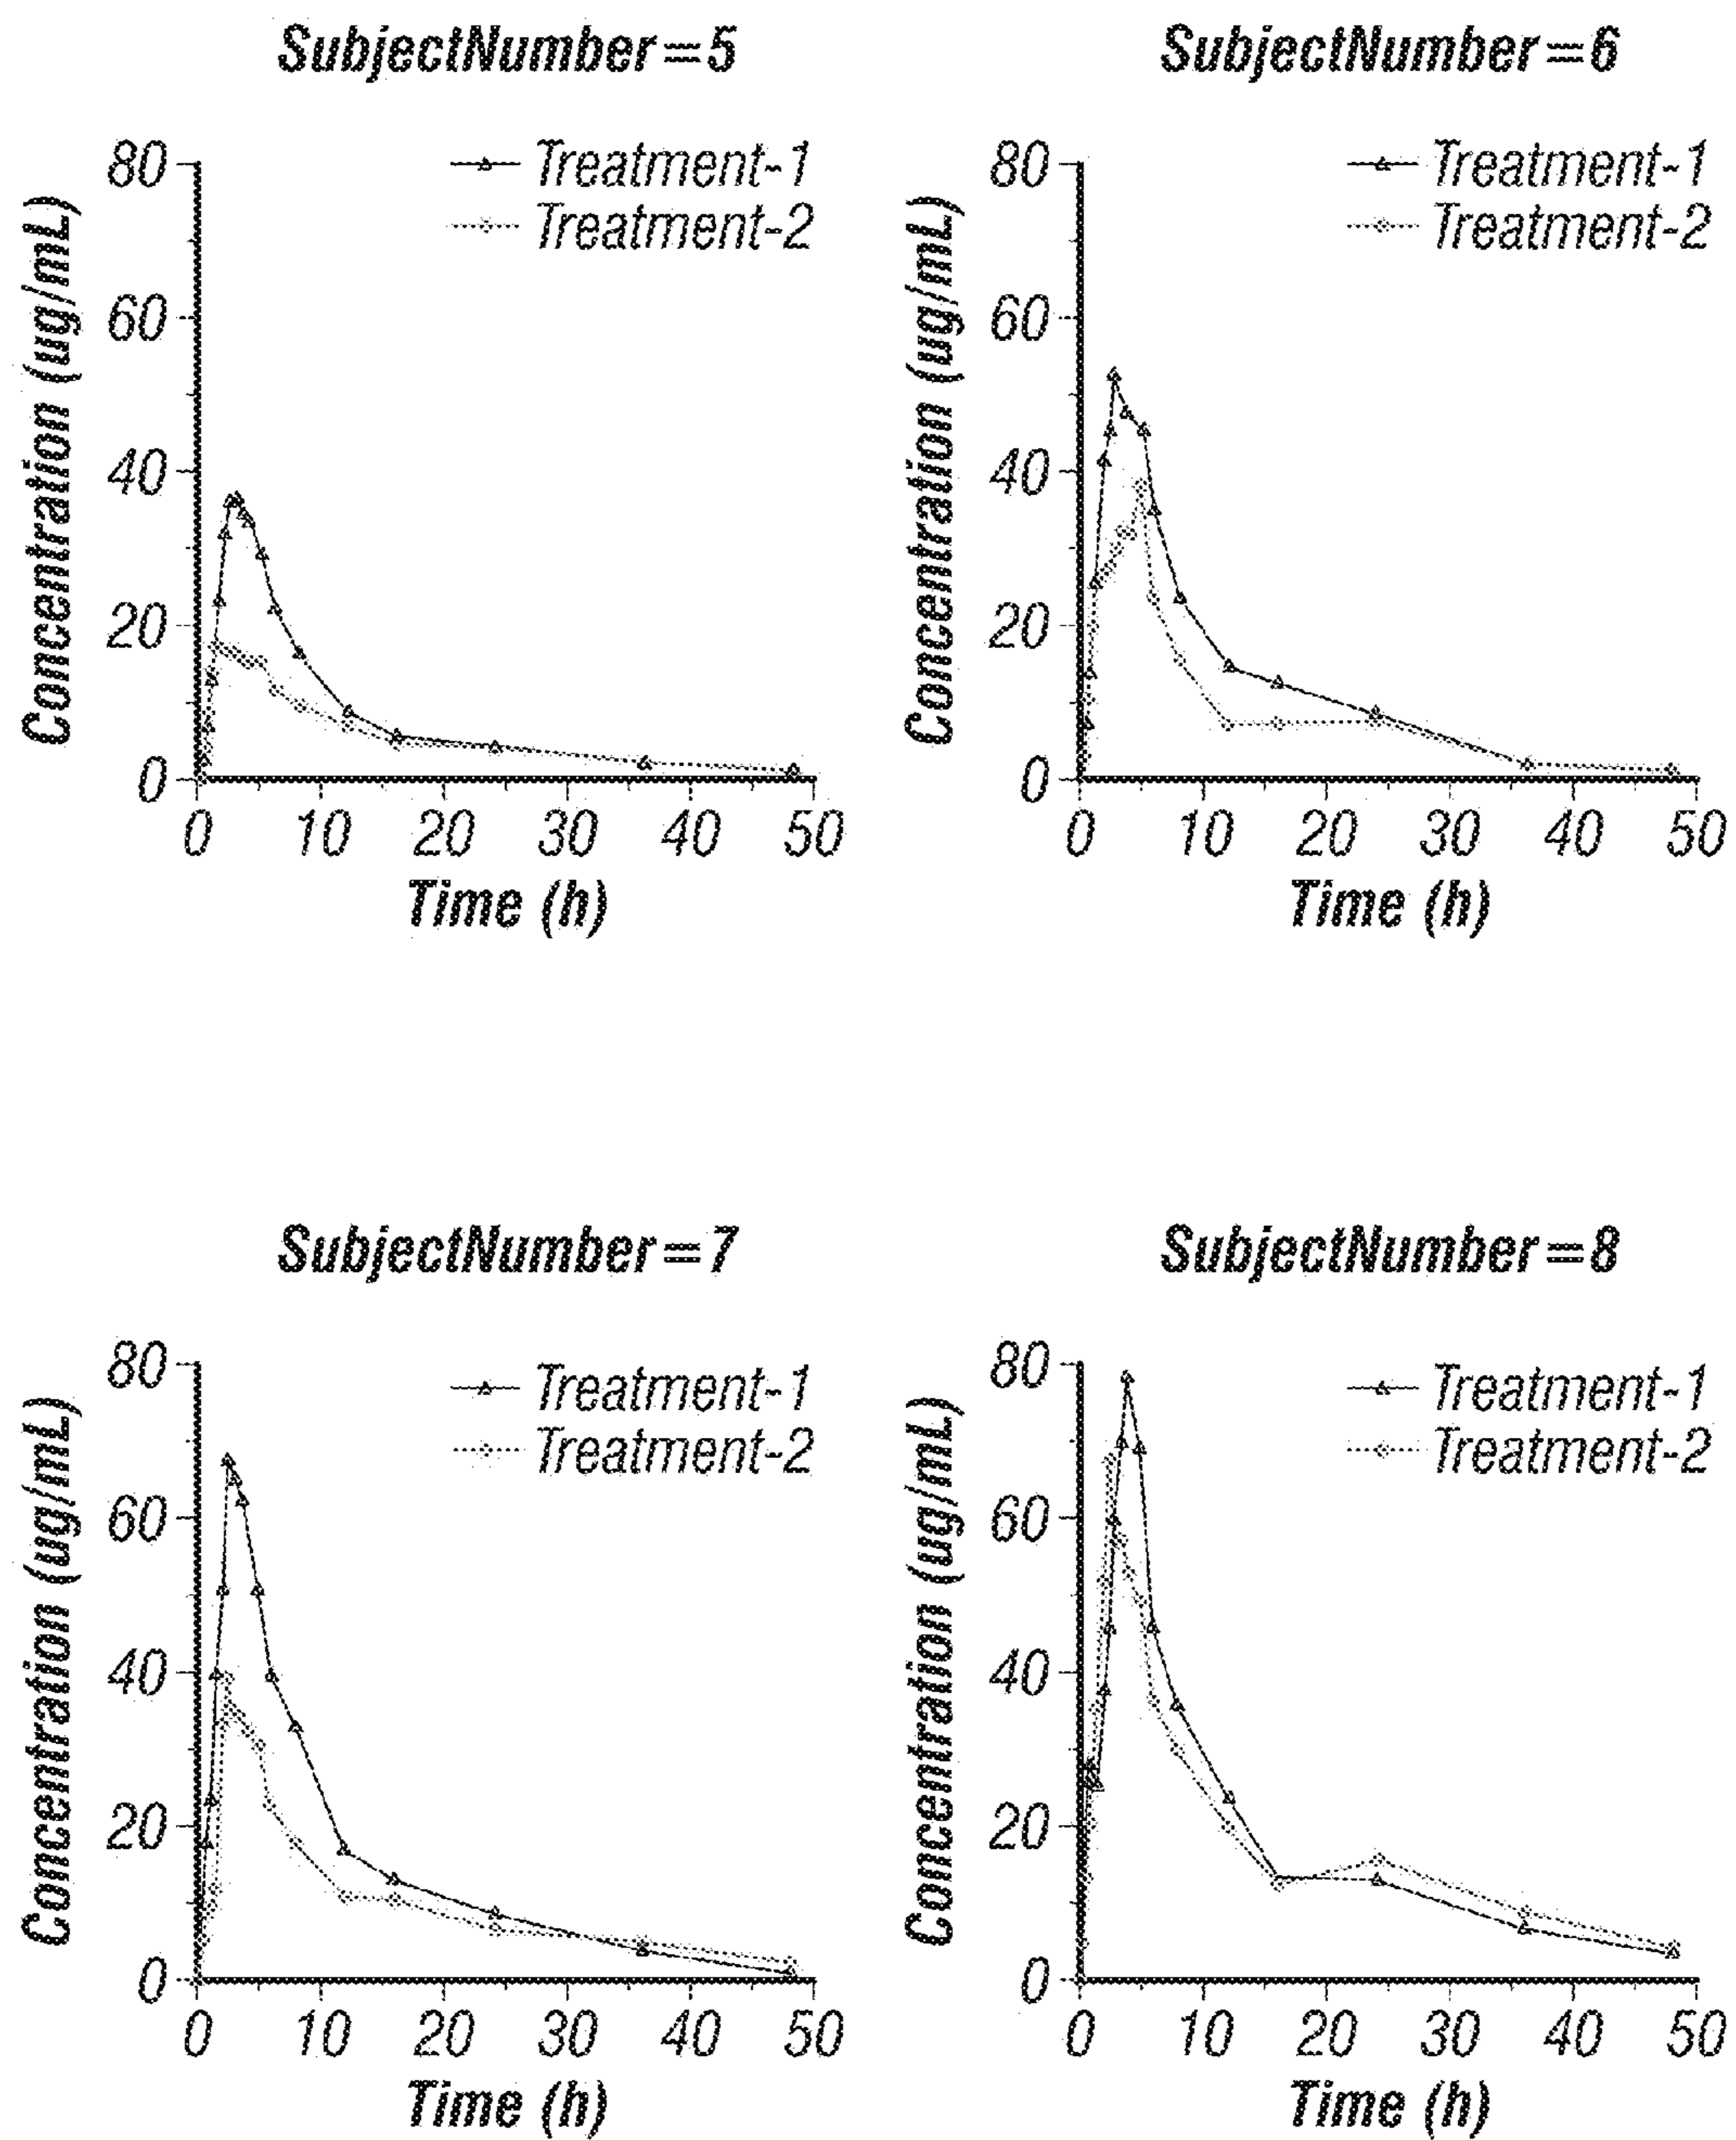 SubjectNumber=5
Treatment-1
Treatment-2
Concentration (ug/mL)
80
60
40
20
0
0 10 20 30 40 50
Time (h)
SubjectNumber=6
Treatment-1
Treatment-2
Concentration (ug/mL)
80
60
40
20
0
0 10 20 30 40 50
Time (h)
SubjectNumber=7
Treatment-1
Treatment-2
Concentration (ug/mL)
80
60
40
20
0
0 10 20 30 40 50
Time (h)
SubjectNumber=8
Treatment-1
Treatment-2
Concentration (ug/mL)
80
60
40
20
0
0 10 20 30 40 50
Time (h)